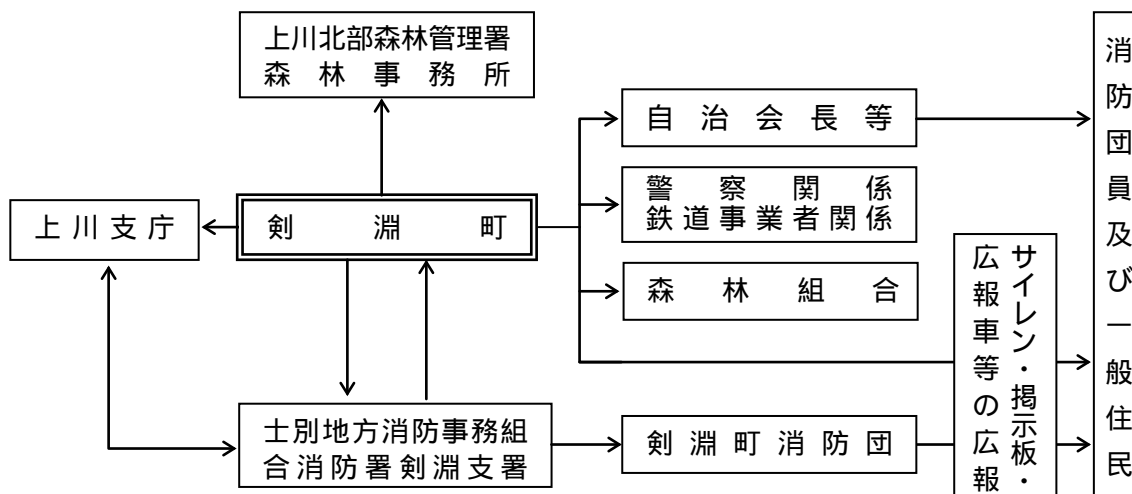 上川北部森林管理署
森林事務所
自治会長等
警察関係
鉄道事業者関係
上川支庁
剣淵町
森林組合
サイレン・掲示板・
広報車等の広報
消防団員及び一般住民
士別地方消防事務組
合消防署剣淵支署
剣淵町消防団